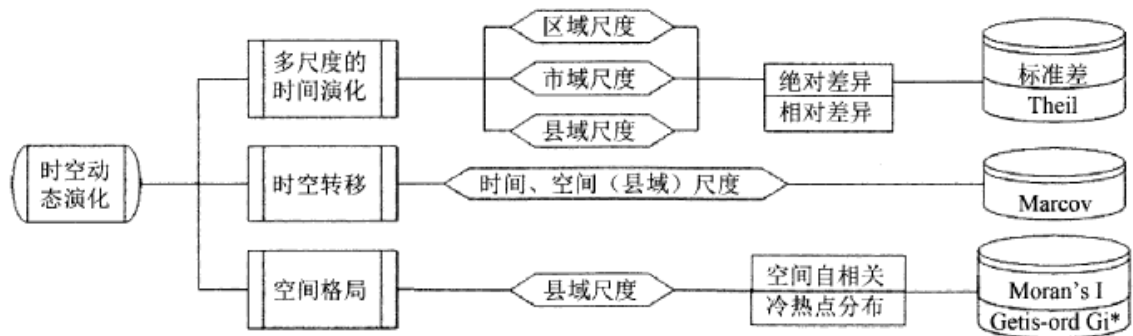 区域尺度
多尺度的
时间演化
市域尺度
绝对差异
相对差异
标准差
Theil
县域尺度
时空动
态演化
时空转移
时间、空间（县域）尺度
Marcov
空间格局
县域尺度
空间自相关
冷热点分布
Moran's I
Getis-ord Gi*